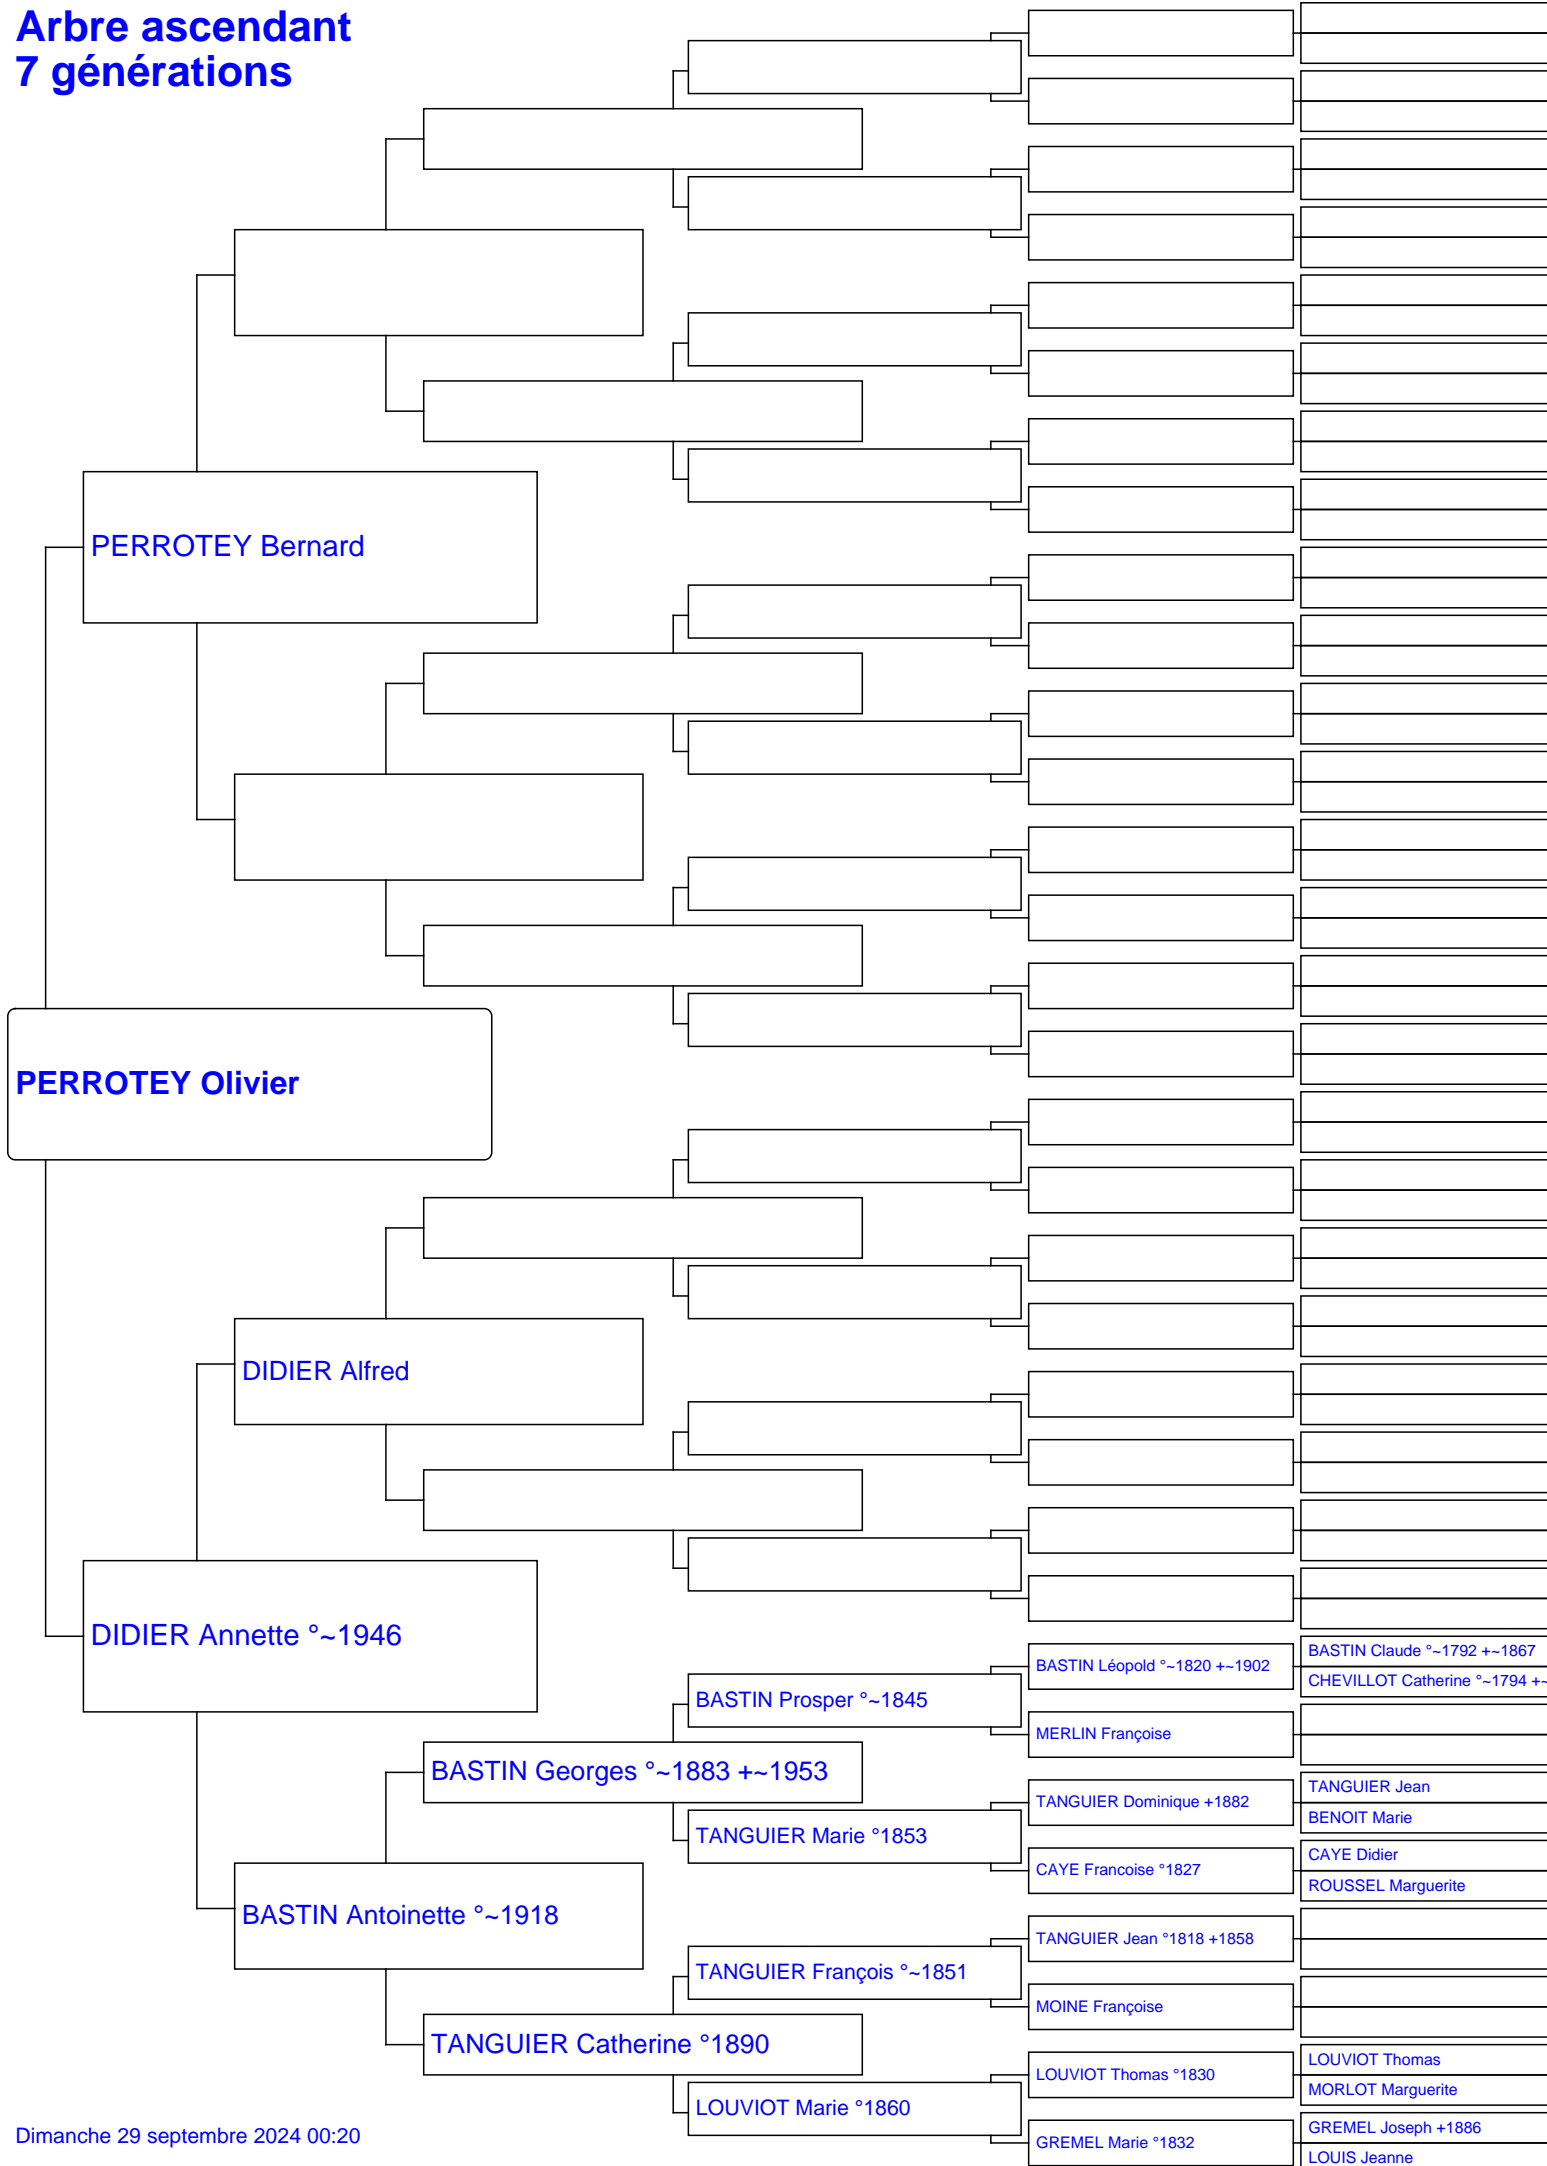 Arbre ascendant
7 générations
PERROTEY Bernard
PERROTEY Olivier
DIDIER Alfred
DIDIER Annette °~1946
BASTIN Claude °~1792 +~1867
BASTIN Léopold °~1820 +~1902
CHEVILLOT Catherine °~1794 +~
BASTIN Prosper °~1845
MERLIN Françoise
BASTIN Georges °~1883 +~1953
TANGUIER Jean
TANGUIER Dominique +1882
BENOIT Marie
TANGUIER Marie °1853
CAYE Didier
CAYE Francoise °1827
ROUSSEL Marguerite
BASTIN Antoinette °~1918
TANGUIER Jean °1818 +1858
TANGUIER François °~1851
MOINE Françoise
TANGUIER Catherine °1890
LOUVIOT Thomas
LOUVIOT Thomas °1830
MORLOT Marguerite
LOUVIOT Marie °1860
GREMEL Joseph +1886
GREMEL Marie °1832
LOUIS Jeanne
Dimanche 29 septembre 2024 00:20